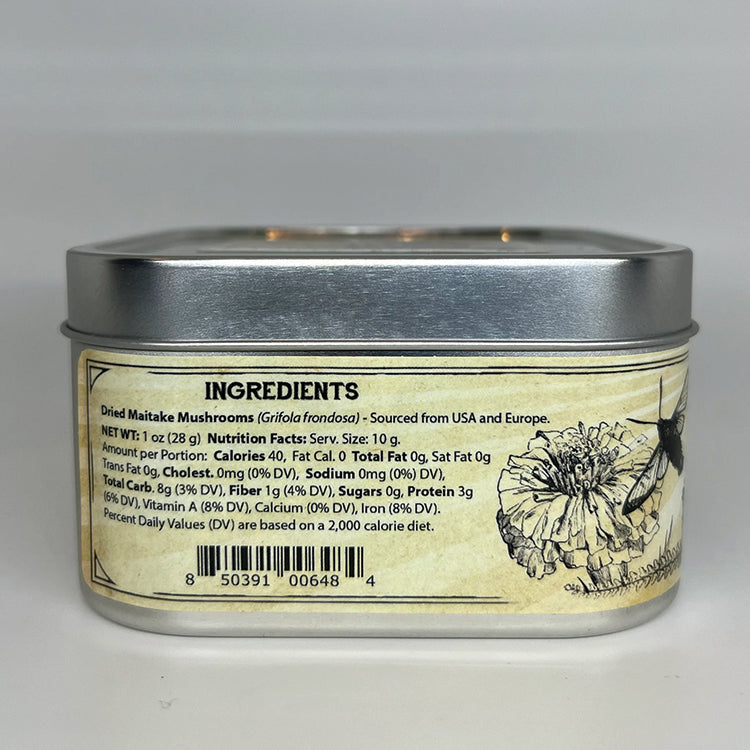 INGREDIENTS
Dried Maitake Mushrooms (Grifola frondosa) - Sourced from USA and Europe.
NET WT: 1 oz (28 g) Nutrition Facts: Serv. Size: 10 g.
Amount per Portion: Calories 40, Fat Cal. 0 Total Fat 0g, Sat Fat 0g
Trans Fat 0g, Cholest. 0mg (0% DV), Sodium 0mg (0%) DV),
Total Carb. 8g (3% DV), Fiber 1g (4% DV), Sugars 0g, Protein 3g
(6% DV), Vitamin A (8% DV), Calcium (0% DV), Iron (8% DV).
Percent Daily Values (DV) are based on a 2,000 calorie diet.
8 50391 00648 4